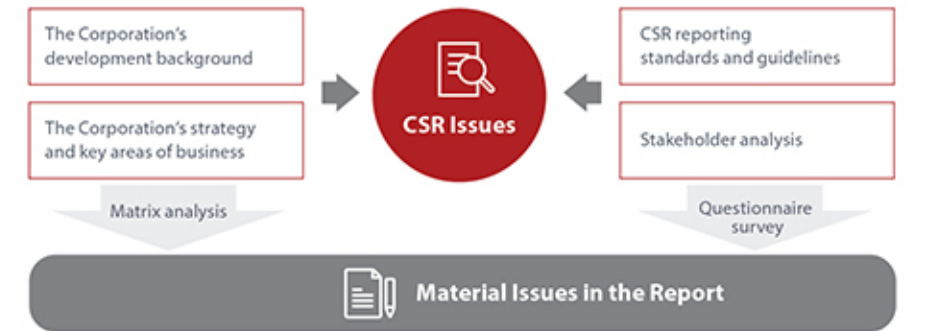 The Corporation's
development background
The Corporation's strategy
and key areas of business
CSR Issues
CSR reporting
standards and guidelines
Stakeholder analysis
Matrix analysis
Questionnaire
survey
Material Issues in the Report